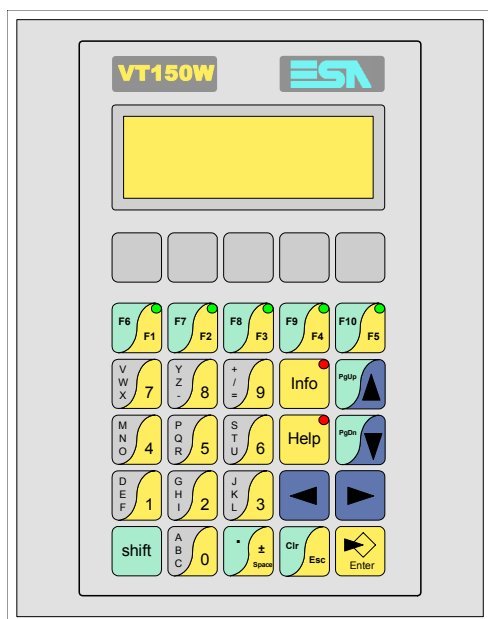 VT150W ESA
F6 F1 F7 F2 F8 F3 F9 F4 F10 F5
V W X 7 Y Z - 8 + / = 9 Info PgUp
M N O 4 P Q R 5 S T U 6 Help PgDn
D E F 1 G H I 2 J K L 3
shift A B C 0 . ± Space Clr Esc Enter